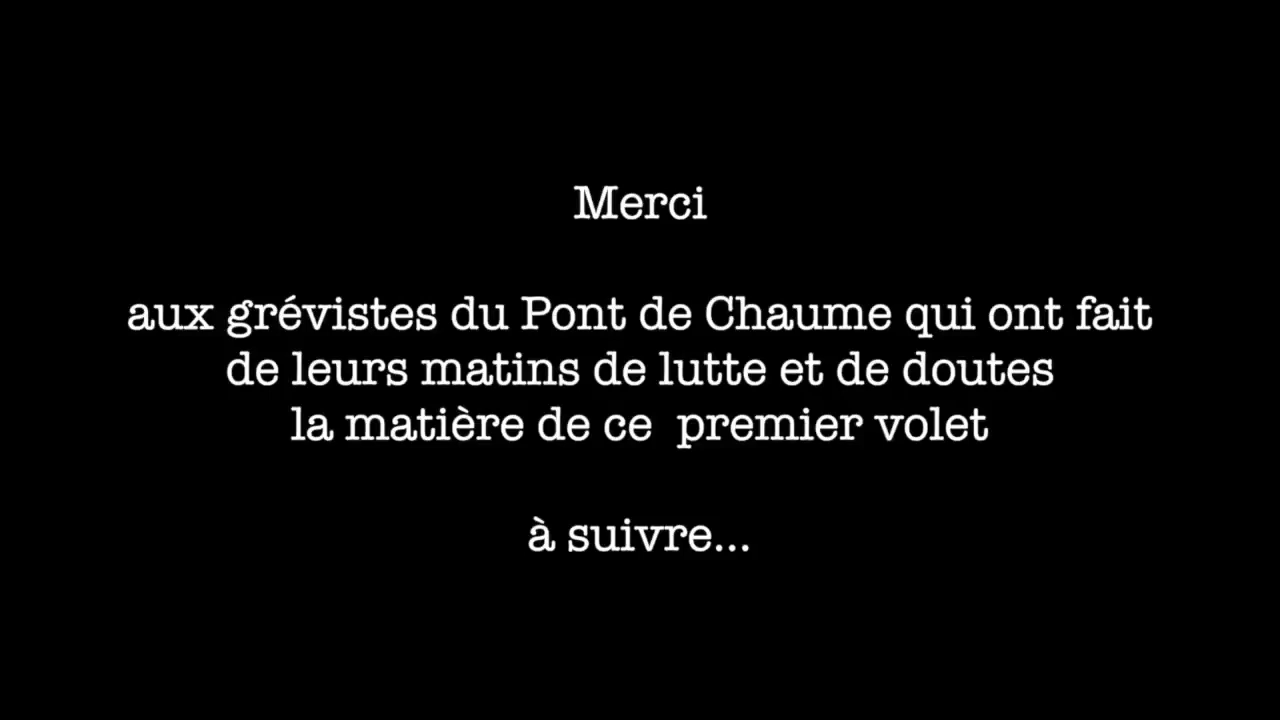 Merci
aux grévistes du Pont de Chaume qui ont fait
de leurs matins de lutte et de doutes
la matière de ce  premier volet
à suivre...